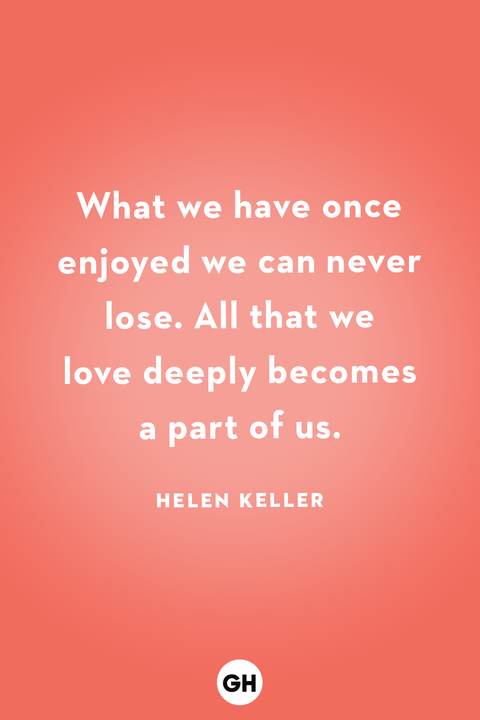 What we have once
enjoyed we can never
lose. All that we
love deeply becomes
a part of us.
HELEN KELLER
GH